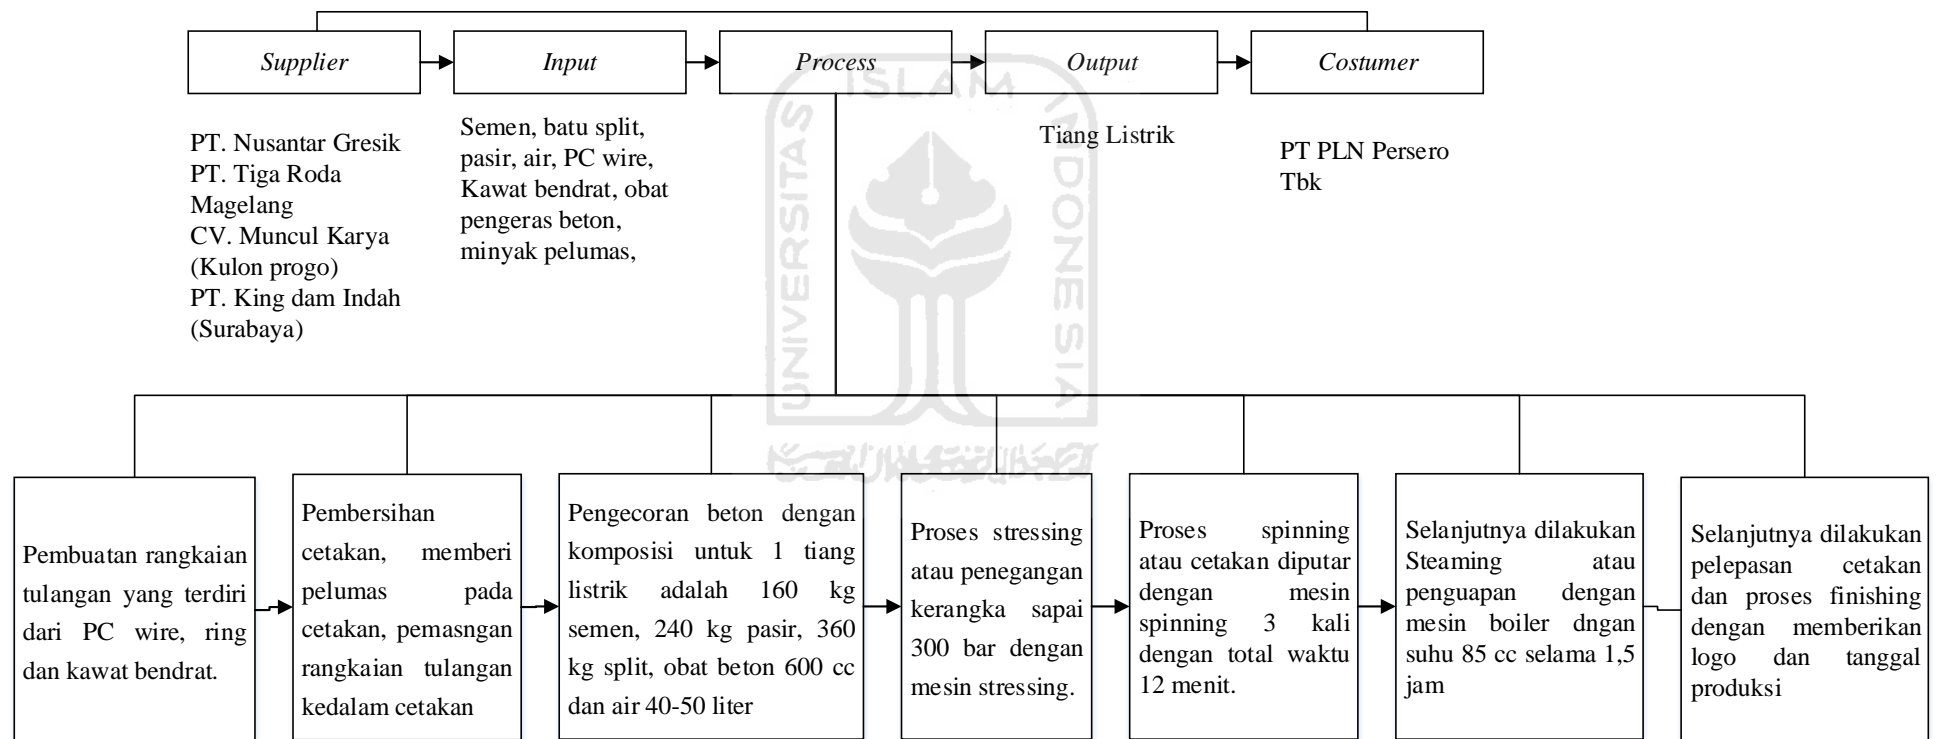 Supplier
Input
Process
Output
Costumer
PT. Nusantar Gresik
PT. Tiga Roda
Magelang
CV. Muncul Karya
(Kulon progo)
PT. King dam Indah
(Surabaya)
Semen, batu split,
pasir, air, PC wire,
Kawat bendrat, obat
pengeras beton,
minyak pelumas,
Tiang Listrik
PT PLN Persero
Tbk
UNIVERSITAS
ISLAM
INDONESIA
Pembuatan rangkaian
tulangan yang terdiri
dari PC wire, ring
dan kawat bendrat.
Pembersihan
cetakan, memberi
pelumas pada
cetakan, pemasngan
rangkaian tulangan
kedalam cetakan
Pengecoran beton dengan
komposisi untuk 1 tiang
listrik adalah 160 kg
semen, 240 kg pasir, 360
kg split, obat beton 600 cc
dan air 40-50 liter
Proses stressing
atau penegangan
kerangka sapai
300 bar dengan
mesin stressing.
Proses spinning
atau cetakan diputar
dengan mesin
spinning 3 kali
dengan total waktu
12 menit.
Selanjutnya dilakukan
Steaming atau
penguapan dengan
mesin boiler dngan
suhu 85 cc selama 1,5
jam
Selanjutnya dilakukan
pelepasan cetakan
dan proses finishing
dengan memberikan
logo dan tanggal
produksi